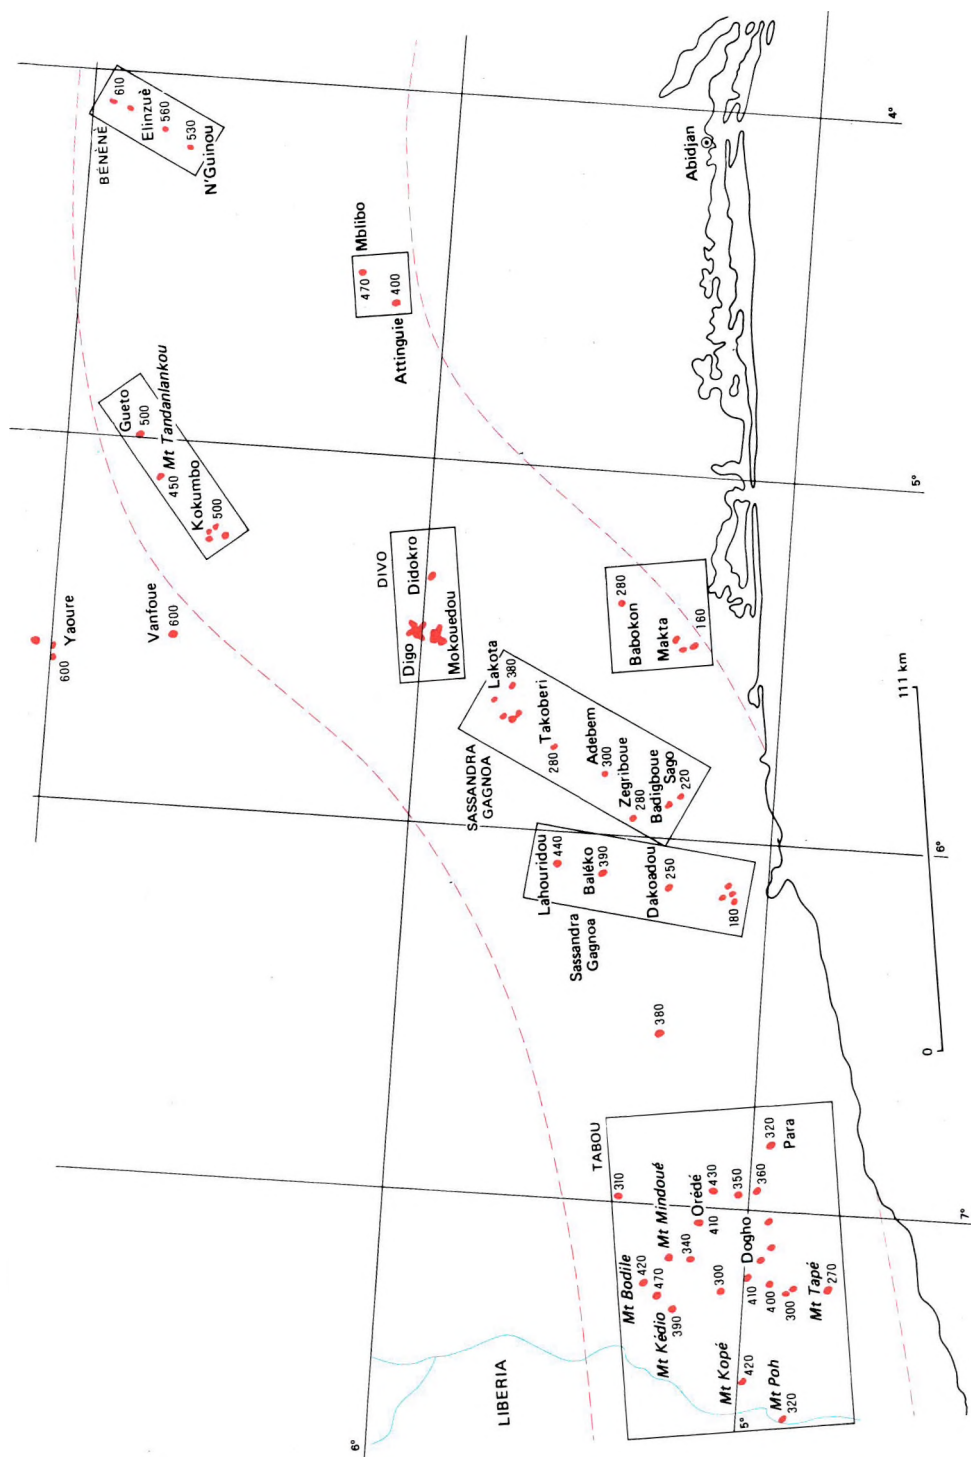 BÉNÉNÉ
610
Elinzué
560
530
N'Guinou
470
Mblibo
400
Attinguie
Abidjan
4°
Gueto
500
Mt Tandanlankou
450
Kokumbo
500
5°
Yaoure
600
Vanfoue
600
DIVO
Didokro
Digo
Mokouedou
280
Babokon
Makta
160
Lakota
380
Takoberi
280
Adebem
300
Zegriboue
280
Badigboue
Sago
220
SASSANDRA
GAGNOA
Lahouridou
440
Baléko
390
Dakoadou
250
180
Sassandra
Gagnoa
6°
111 km
0
380
TABOU
310
320
Para
430
350
360
Orédé
410
Mt Mindoué
340
Dogho
Mt Bodile
420
470
Mt Kédio
390
300
410
400
300
Mt Tapé
270
Mt Kopé
420
Mt Poh
320
5°
7°
LIBERIA
6°